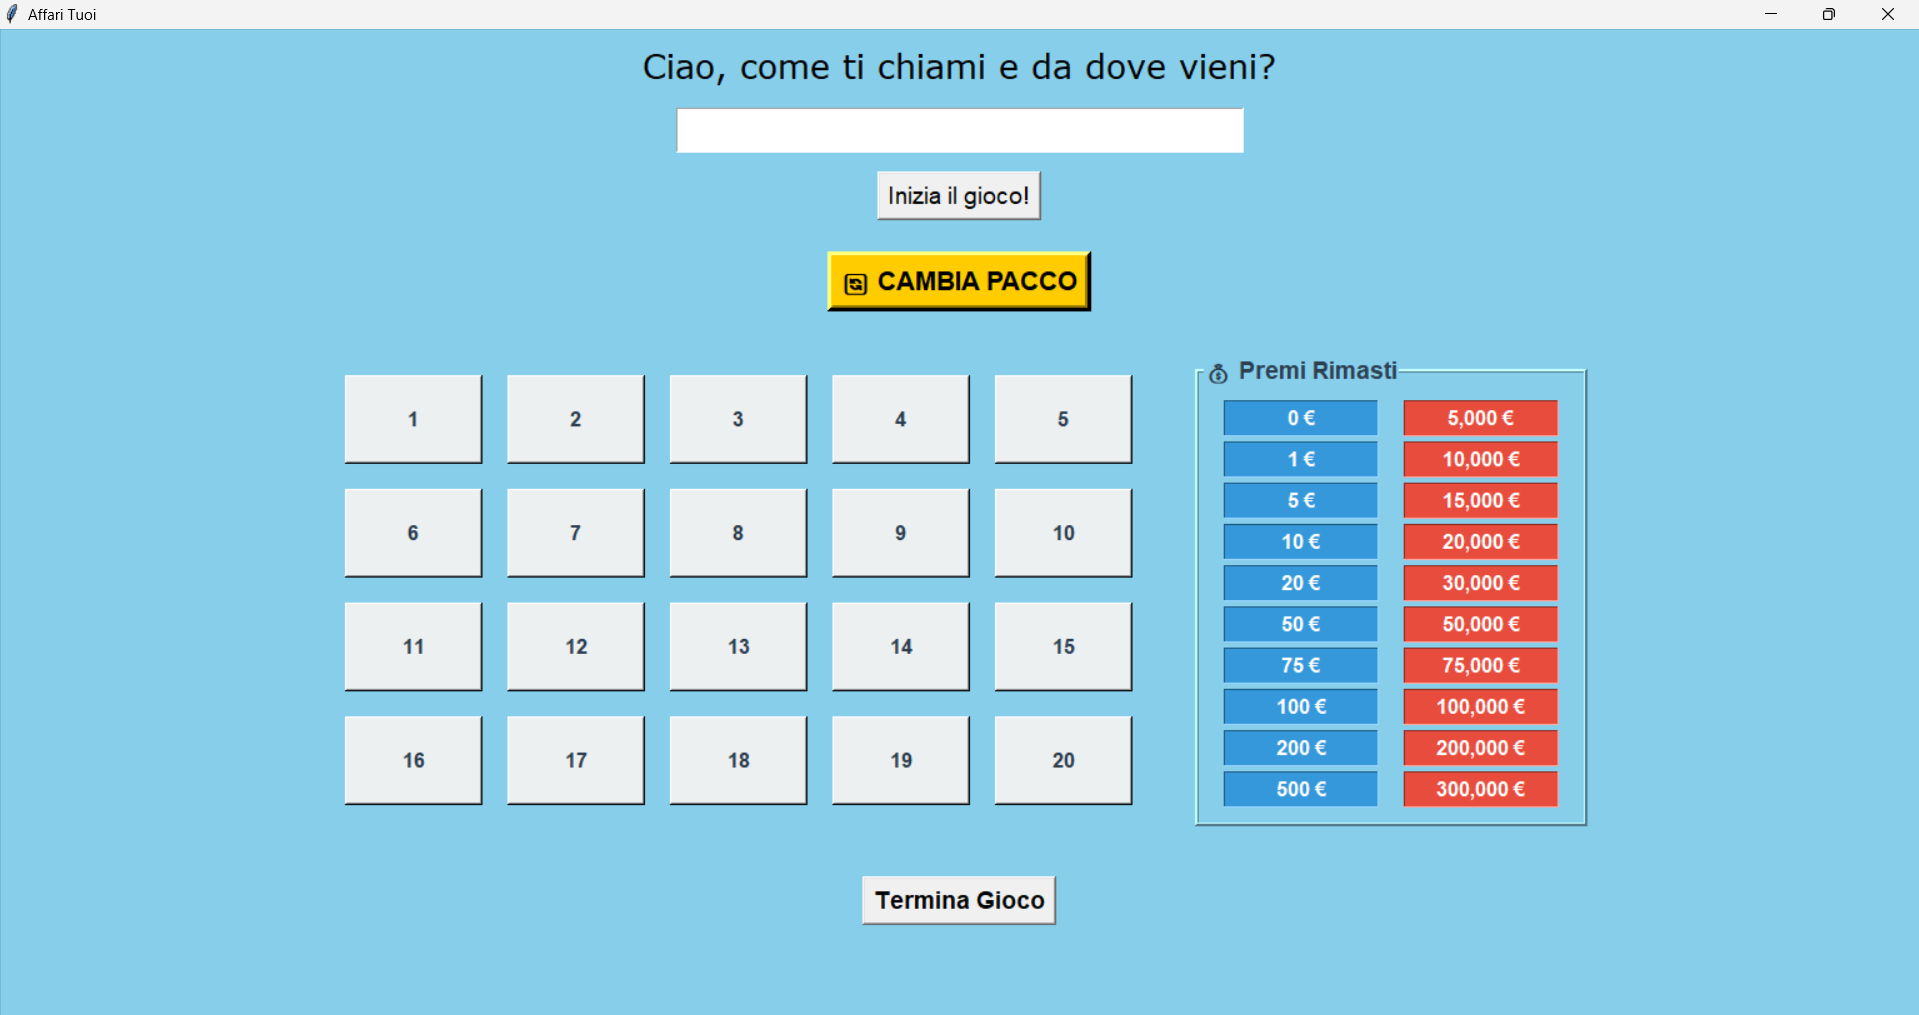 Affari Tuoi
Ciao, come ti chiami e da dove vieni?
Inizia il gioco!
CAMBIA PACCO
1 2 3 4 5
6 7 8 9 10
11 12 13 14 15
16 17 18 19 20
Premi Rimasti
0 € 5,000 €
1 € 10,000 €
5 € 15,000 €
10 € 20,000 €
20 € 30,000 €
50 € 50,000 €
75 € 75,000 €
100 € 100,000 €
200 € 200,000 €
500 € 300,000 €
Termina Gioco